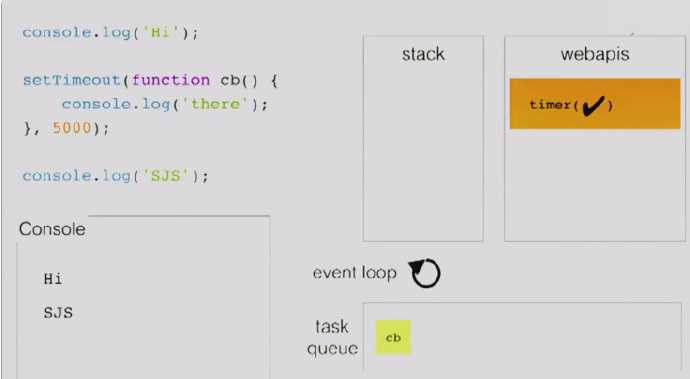 console.log('Hi');
setTimeout(function cb() {
    console.log('there');
}, 5000);
console.log('SJS');
Console
Hi
SJS
stack
webapis
timer(✔)
event loop
task
queue
cb